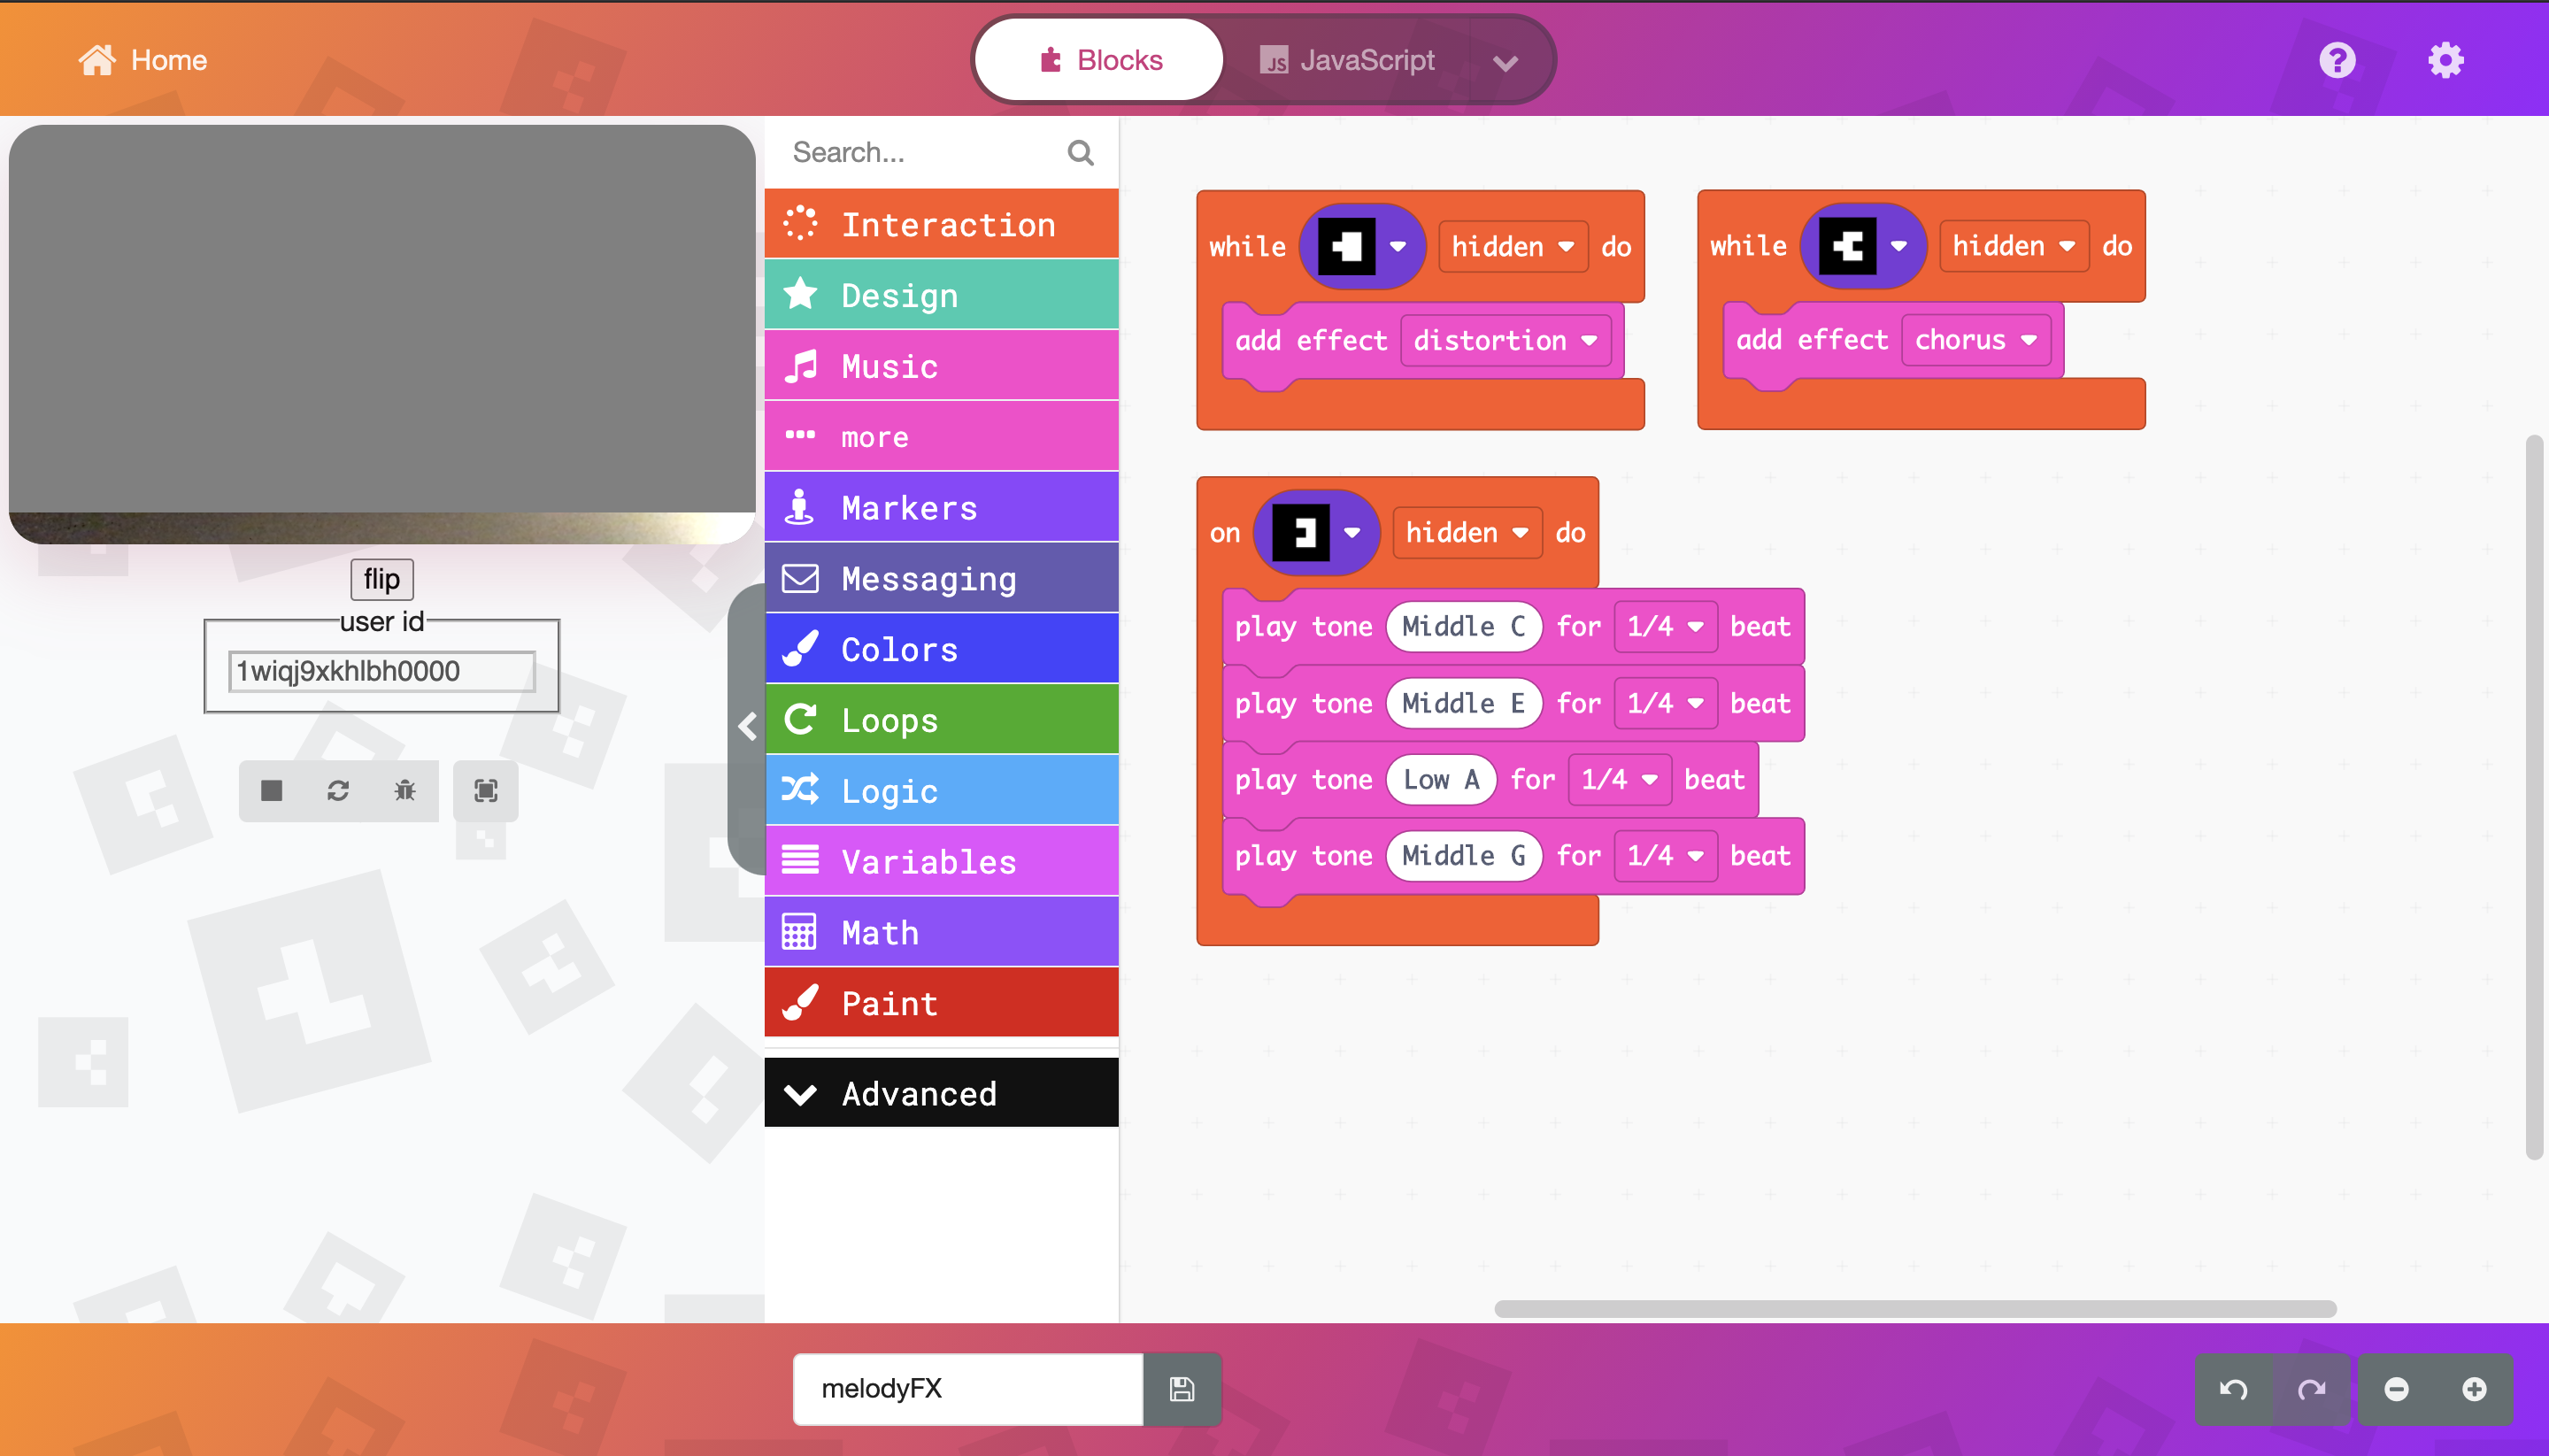 Home
Blocks
JS JavaScript
Search...
Interaction
Design
Music
more
Markers
Messaging
Colors
Loops
Logic
Variables
Math
Paint
Advanced
flip
user id
1wiqj9xkhlbh0000
while hidden do
add effect distortion
while hidden do
add effect chorus
on hidden do
play tone Middle C for 1/4 beat
play tone Middle E for 1/4 beat
play tone Low A for 1/4 beat
play tone Middle G for 1/4 beat
melodyFX